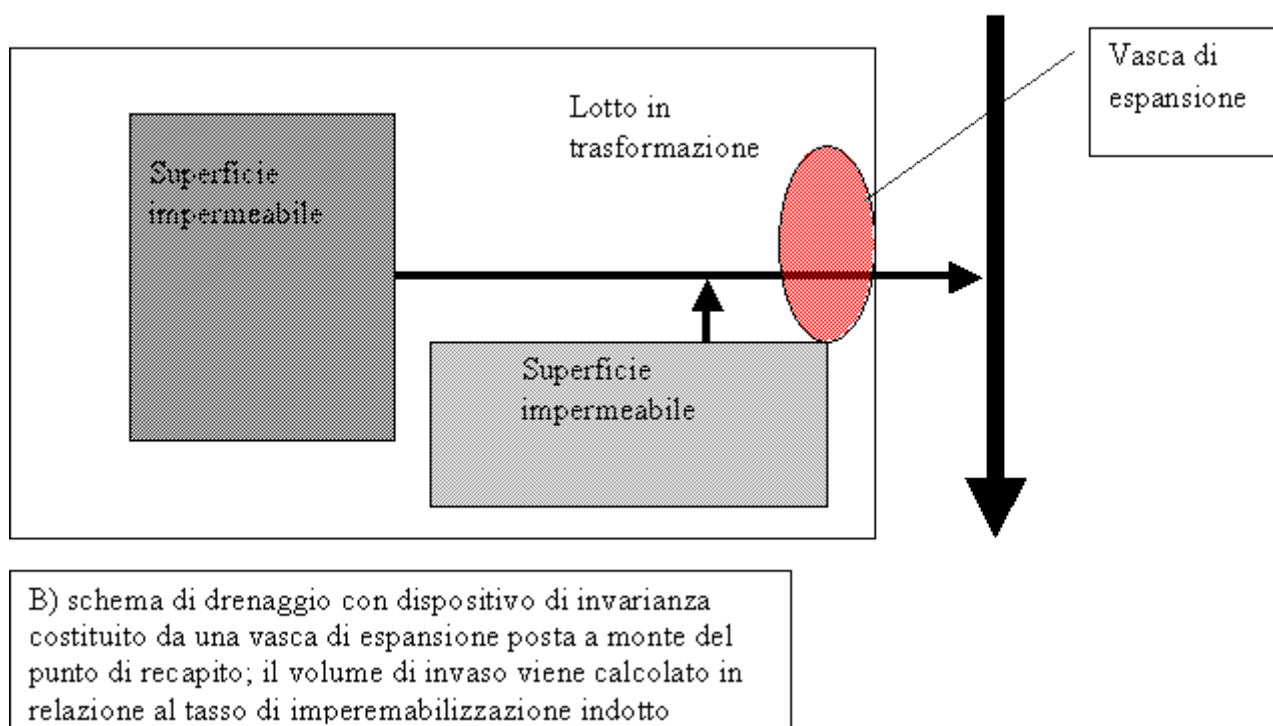 Vasca di
espansione
Lotto in
trasformazione
Superficie
impermeabile
Superficie
impermeabile
B) schema di drenaggio con dispositivo di invarianza
costituito da una vasca di espansione posta a monte del
punto di recapito; il volume di invaso viene calcolato in
relazione al tasso di imperemabilizzazione indotto